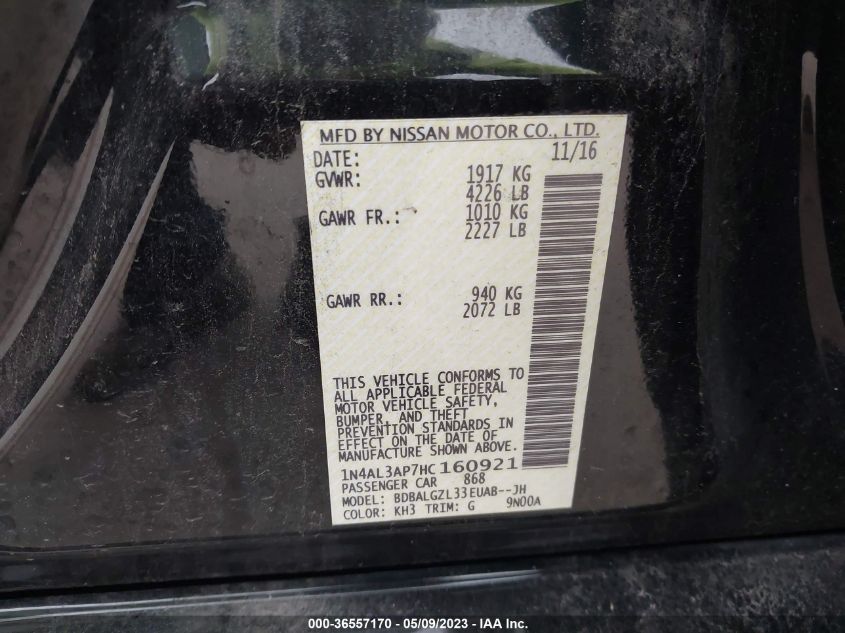 MFD BY NISSAN MOTOR CO., LTD.
DATE: 11/16
GVWR: 1917 KG
4226 LB
GAWR FR.: 1010 KG
2227 LB
GAWR RR.: 940 KG
2072 LB
THIS VEHICLE CONFORMS TO
ALL APPLICABLE FEDERAL
MOTOR VEHICLE SAFETY,
BUMPER, AND THEFT
PREVENTION STANDARDS IN
EFFECT ON THE DATE OF
MANUFACTURE SHOWN ABOVE.
1N4AL3AP7HC160921
PASSENGER CAR 868
MODEL: BDBALGZL33EUAB--JH
COLOR: KH3 TRIM: G 9N00A
000-36557170 - 05/09/2023 - IAA Inc.